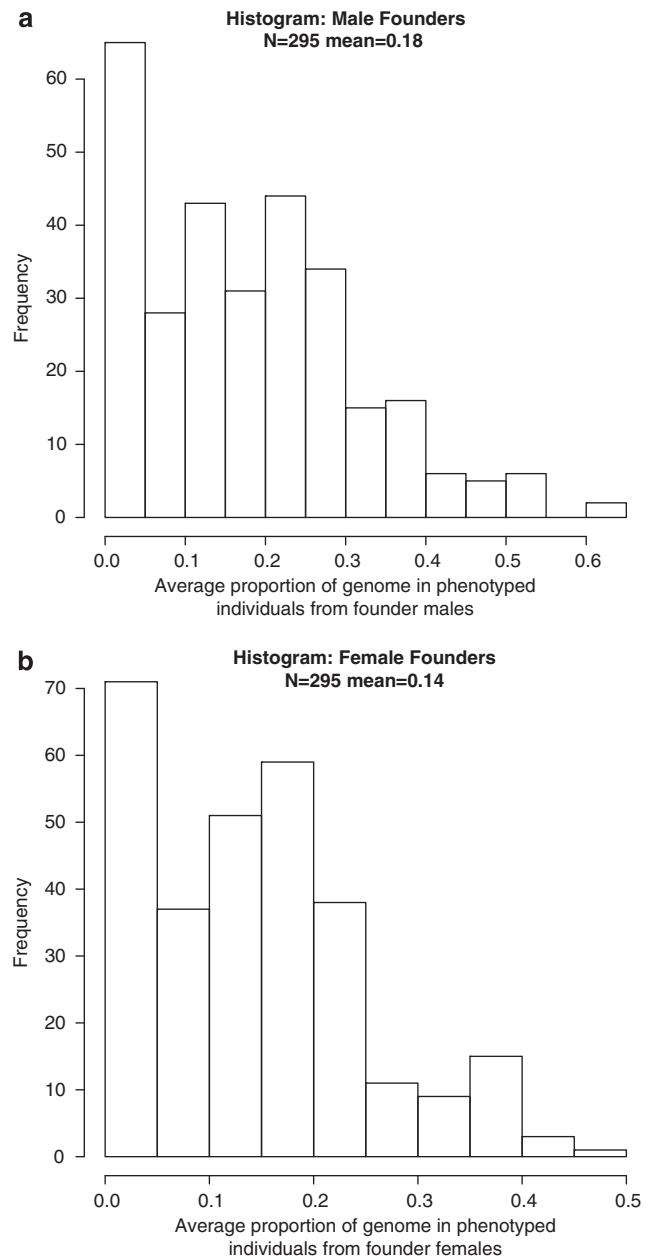 a
Histogram: Male Founders
N=295 mean=0.18
Frequency
60
50
40
30
20
10
0
0.0 0.1 0.2 0.3 0.4 0.5 0.6
Average proportion of genome in phenotyped
individuals from founder males
b
Histogram: Female Founders
N=295 mean=0.14
Frequency
70
60
50
40
30
20
10
0
0.0 0.1 0.2 0.3 0.4 0.5
Average proportion of genome in phenotyped
individuals from founder females